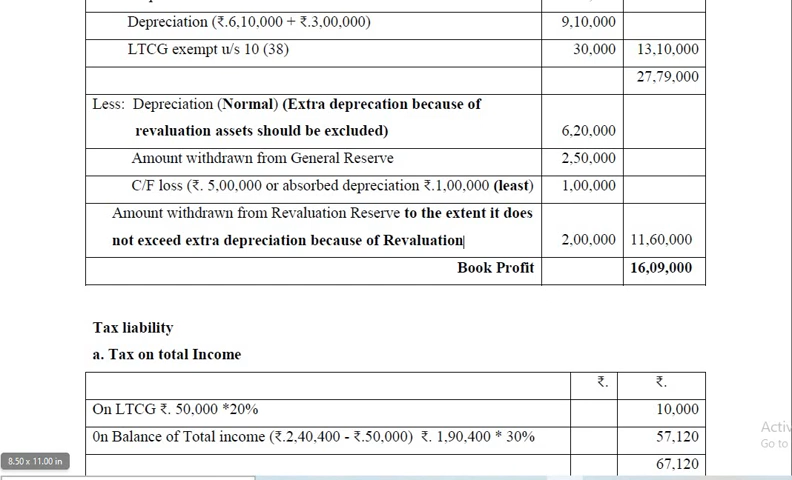 Depreciation (₹.6,10,000 + ₹.3,00,000) 9,10,000
LTCG exempt u/s 10 (38) 30,000 13,10,000
27,79,000
Less: Depreciation (Normal) (Extra deprecation because of
revaluation assets should be excluded) 6,20,000
Amount withdrawn from General Reserve 2,50,000
C/F loss (₹. 5,00,000 or absorbed depreciation ₹.1,00,000 (least) 1,00,000
Amount withdrawn from Revaluation Reserve to the extent it does
not exceed extra depreciation because of Revaluation 2,00,000 11,60,000
Book Profit 16,09,000
Tax liability
a. Tax on total Income
₹. ₹.
On LTCG ₹. 50,000 *20% 10,000
0n Balance of Total income (₹.2,40,400 - ₹.50,000) ₹. 1,90,400 * 30% 57,120
67,120
8.50 x 11.00 in
Go to